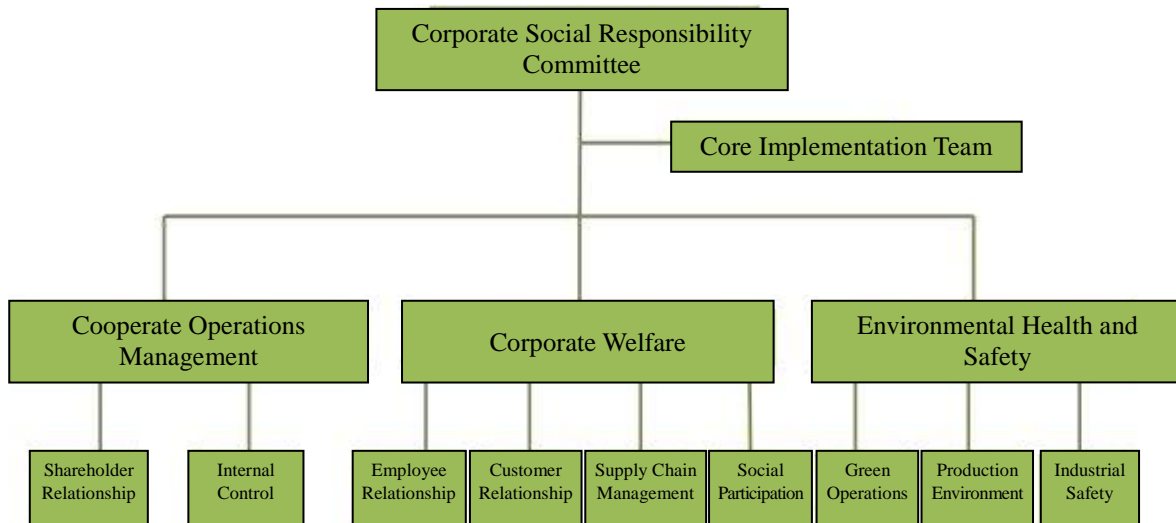 Corporate Social Responsibility
Committee
Core Implementation Team
Cooperate Operations
Management
Corporate Welfare
Environmental Health and
Safety
Shareholder
Relationship
Internal
Control
Employee
Relationship
Customer
Relationship
Supply Chain
Management
Social
Participation
Green
Operations
Production
Environment
Industrial
Safety